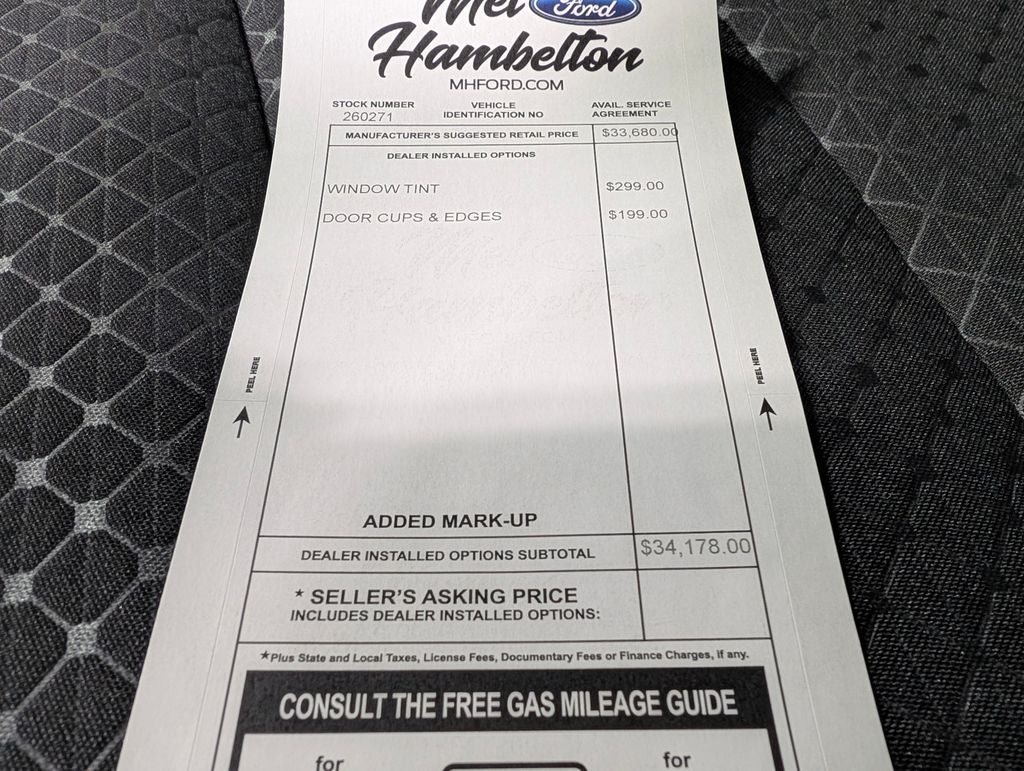 Mel Ford
Hambelton
MHFORD.COM
STOCK NUMBER
260271
VEHICLE
IDENTIFICATION NO
AVAIL. SERVICE
AGREEMENT
MANUFACTURER'S SUGGESTED RETAIL PRICE $33,680.00
DEALER INSTALLED OPTIONS
WINDOW TINT $299.00
DOOR CUPS & EDGES $199.00
Mel
Hambelton
PEEL HERE
PEEL HERE
ADDED MARK-UP
DEALER INSTALLED OPTIONS SUBTOTAL $34,178.00
* SELLER'S ASKING PRICE
INCLUDES DEALER INSTALLED OPTIONS:
*Plus State and Local Taxes, License Fees, Documentary Fees or Finance Charges, if any.
CONSULT THE FREE GAS MILEAGE GUIDE
for for